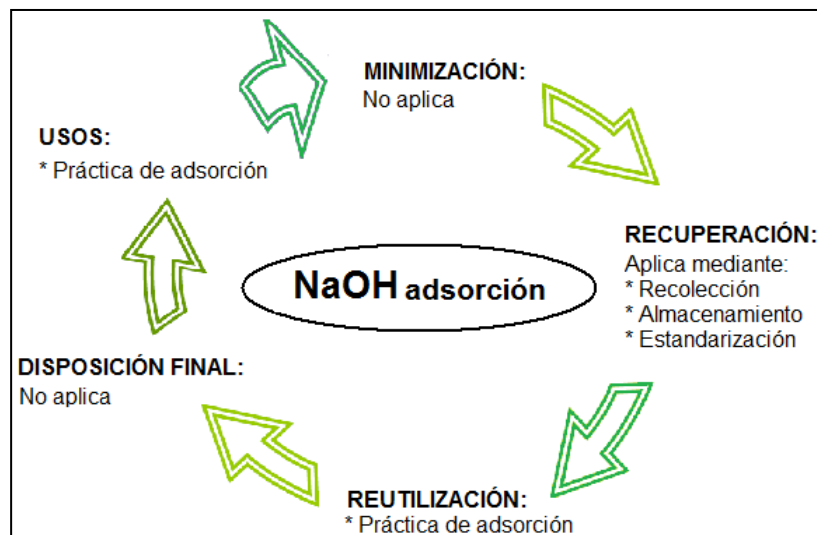 MINIMIZACIÓN:
No aplica
USOS:
* Práctica de adsorción
RECUPERACIÓN:
Aplica mediante:
* Recolección
* Almacenamiento
* Estandarización
NaOH adsorción
DISPOSICIÓN FINAL:
No aplica
REUTILIZACIÓN:
* Práctica de adsorción